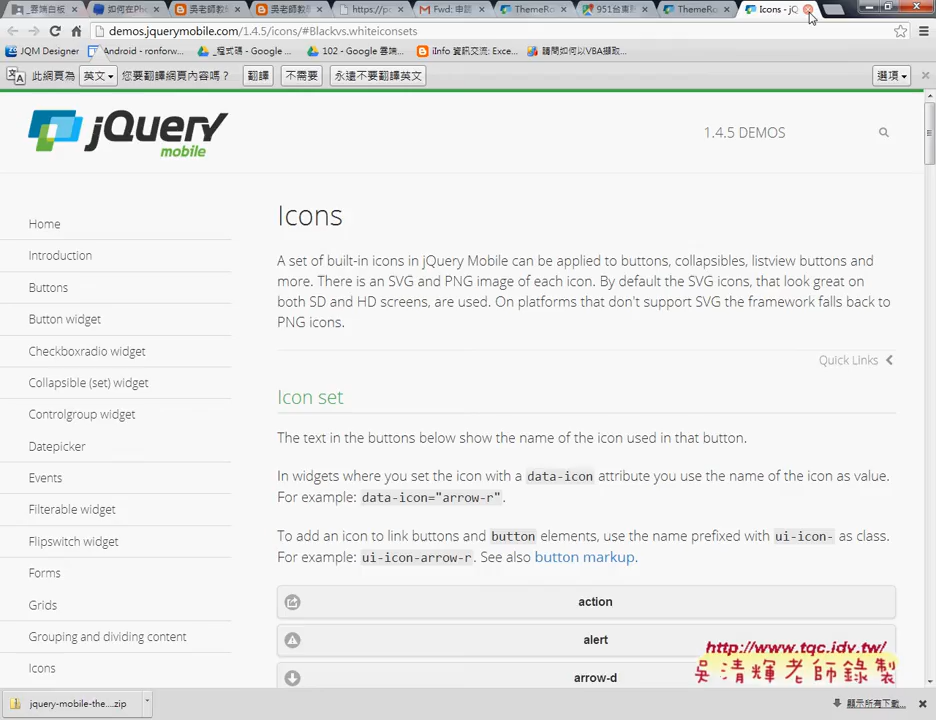 _雲端白板
如何在Ph
吳老師教
吳老師教
https://po
Fwd: 申請
ThemeRo
951台東縣
ThemeRo
Icons - jQ
demos.jquerymobile.com/1.4.5/icons/#Blackvs.whiteiconsets
JQM Designer
Android - ronforw...
_程式碼 - Google ...
102 - Google 雲端...
iInfo 資訊交流: Exce...
請問如何以VBA擷取...
此網頁為 英文 您要翻譯網頁內容嗎？ 翻譯 不需要 永遠不要翻譯英文 選項
jQuery
mobile
1.4.5 DEMOS
Home
Introduction
Buttons
Button widget
Checkboxradio widget
Collapsible (set) widget
Controlgroup widget
Datepicker
Events
Filterable widget
Flipswitch widget
Forms
Grids
Grouping and dividing content
Icons
Icons
A set of built-in icons in jQuery Mobile can be applied to buttons, collapsibles, listview buttons and
more. There is an SVG and PNG image of each icon. By default the SVG icons, that look great on
both SD and HD screens, are used. On platforms that don't support SVG the framework falls back to
PNG icons.
Quick Links
Icon set
The text in the buttons below show the name of the icon used in that button.
In widgets where you set the icon with a data-icon attribute you use the name of the icon as value.
For example: data-icon="arrow-r".
To add an icon to link buttons and button elements, use the name prefixed with ui-icon- as class.
For example: ui-icon-arrow-r. See also button markup.
action
alert
arrow-d
http://www.tqc.idv.tw/
吳清輝老師錄製
jquery-mobile-the....zip
顯示所有下載...